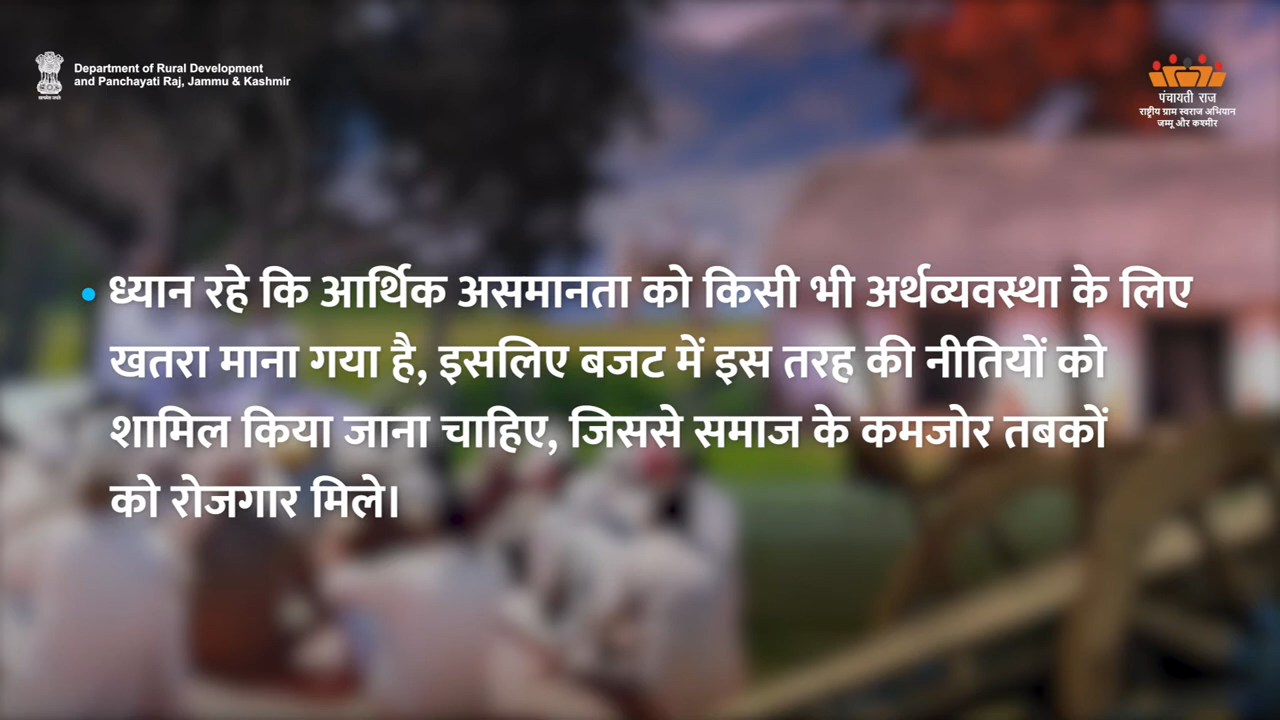 Department of Rural Development
and Panchayati Raj, Jammu & Kashmir
पंचायती राज
राष्ट्रीय ग्राम स्वराज अभियान
जम्मू और कश्मीर
• ध्यान रहे कि आर्थिक असमानता को किसी भी अर्थव्यवस्था के लिए
खतरा माना गया है, इसलिए बजट में इस तरह की नीतियों को
शामिल किया जाना चाहिए, जिससे समाज के कमजोर तबकों
को रोजगार मिले।